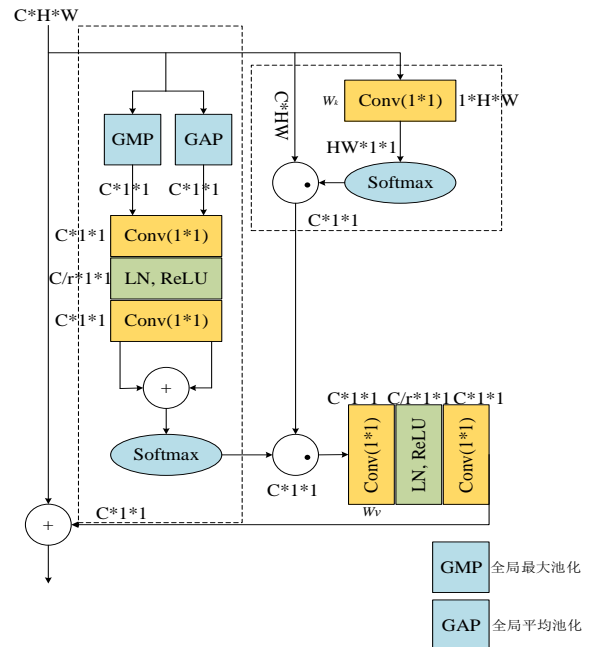 C*H*W
C*HW
Wk
Conv(1*1)
1*H*W
HW*1*1
Softmax
C*1*1
GMP
GAP
C*1*1
C*1*1
C*1*1
Conv(1*1)
C/r*1*1
LN, ReLU
C*1*1
Conv(1*1)
+
Softmax
C*1*1
C*1*1
C/r*1*1
C*1*1
Conv(1*1)
LN, ReLU
Conv(1*1)
Wv
C*1*1
+
GMP 全局最大池化
GAP 全局平均池化